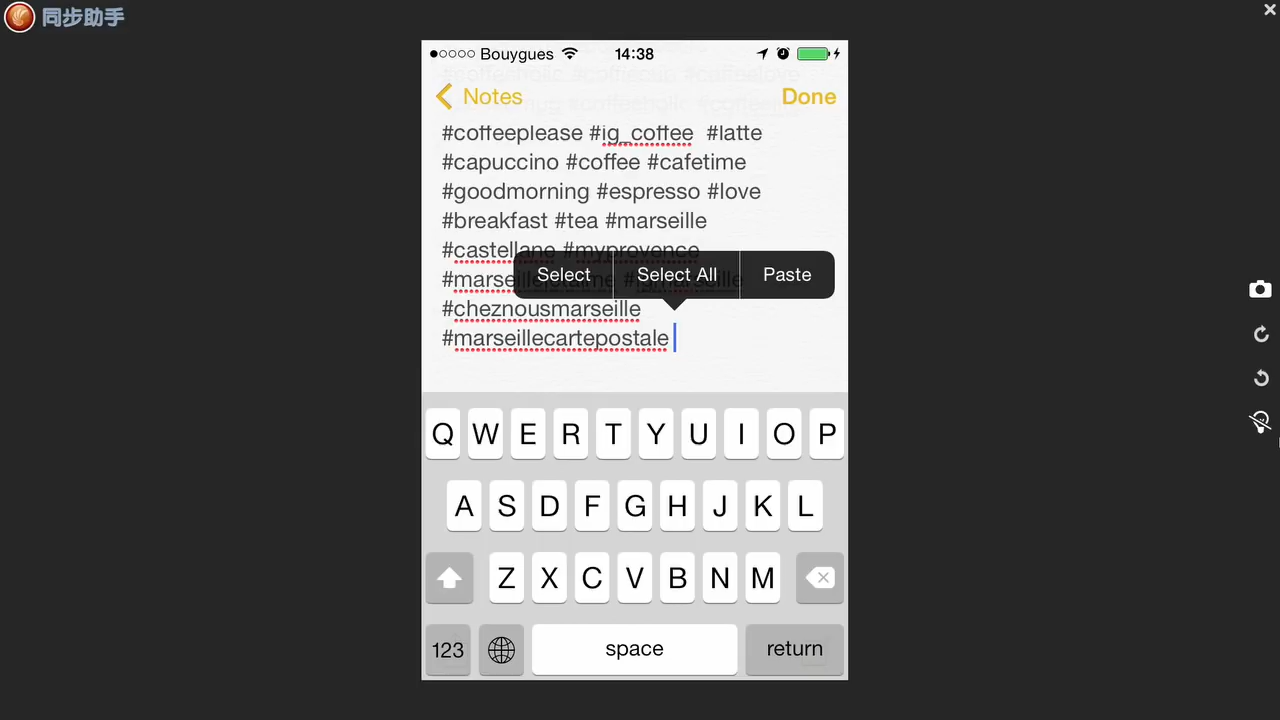 同步助手
Bouygues 14:38
Notes Done
#coffeeplease #ig_coffee #latte
#capuccino #coffee #cafetime
#goodmorning #espresso #love
#breakfast #tea #marseille
#castellane #myprovence
Select Select All Paste
#cheznousmarseille
#marseillecartepostale
Q W E R T Y U I O P
A S D F G H J K L
Z X C V B N M
123 space return